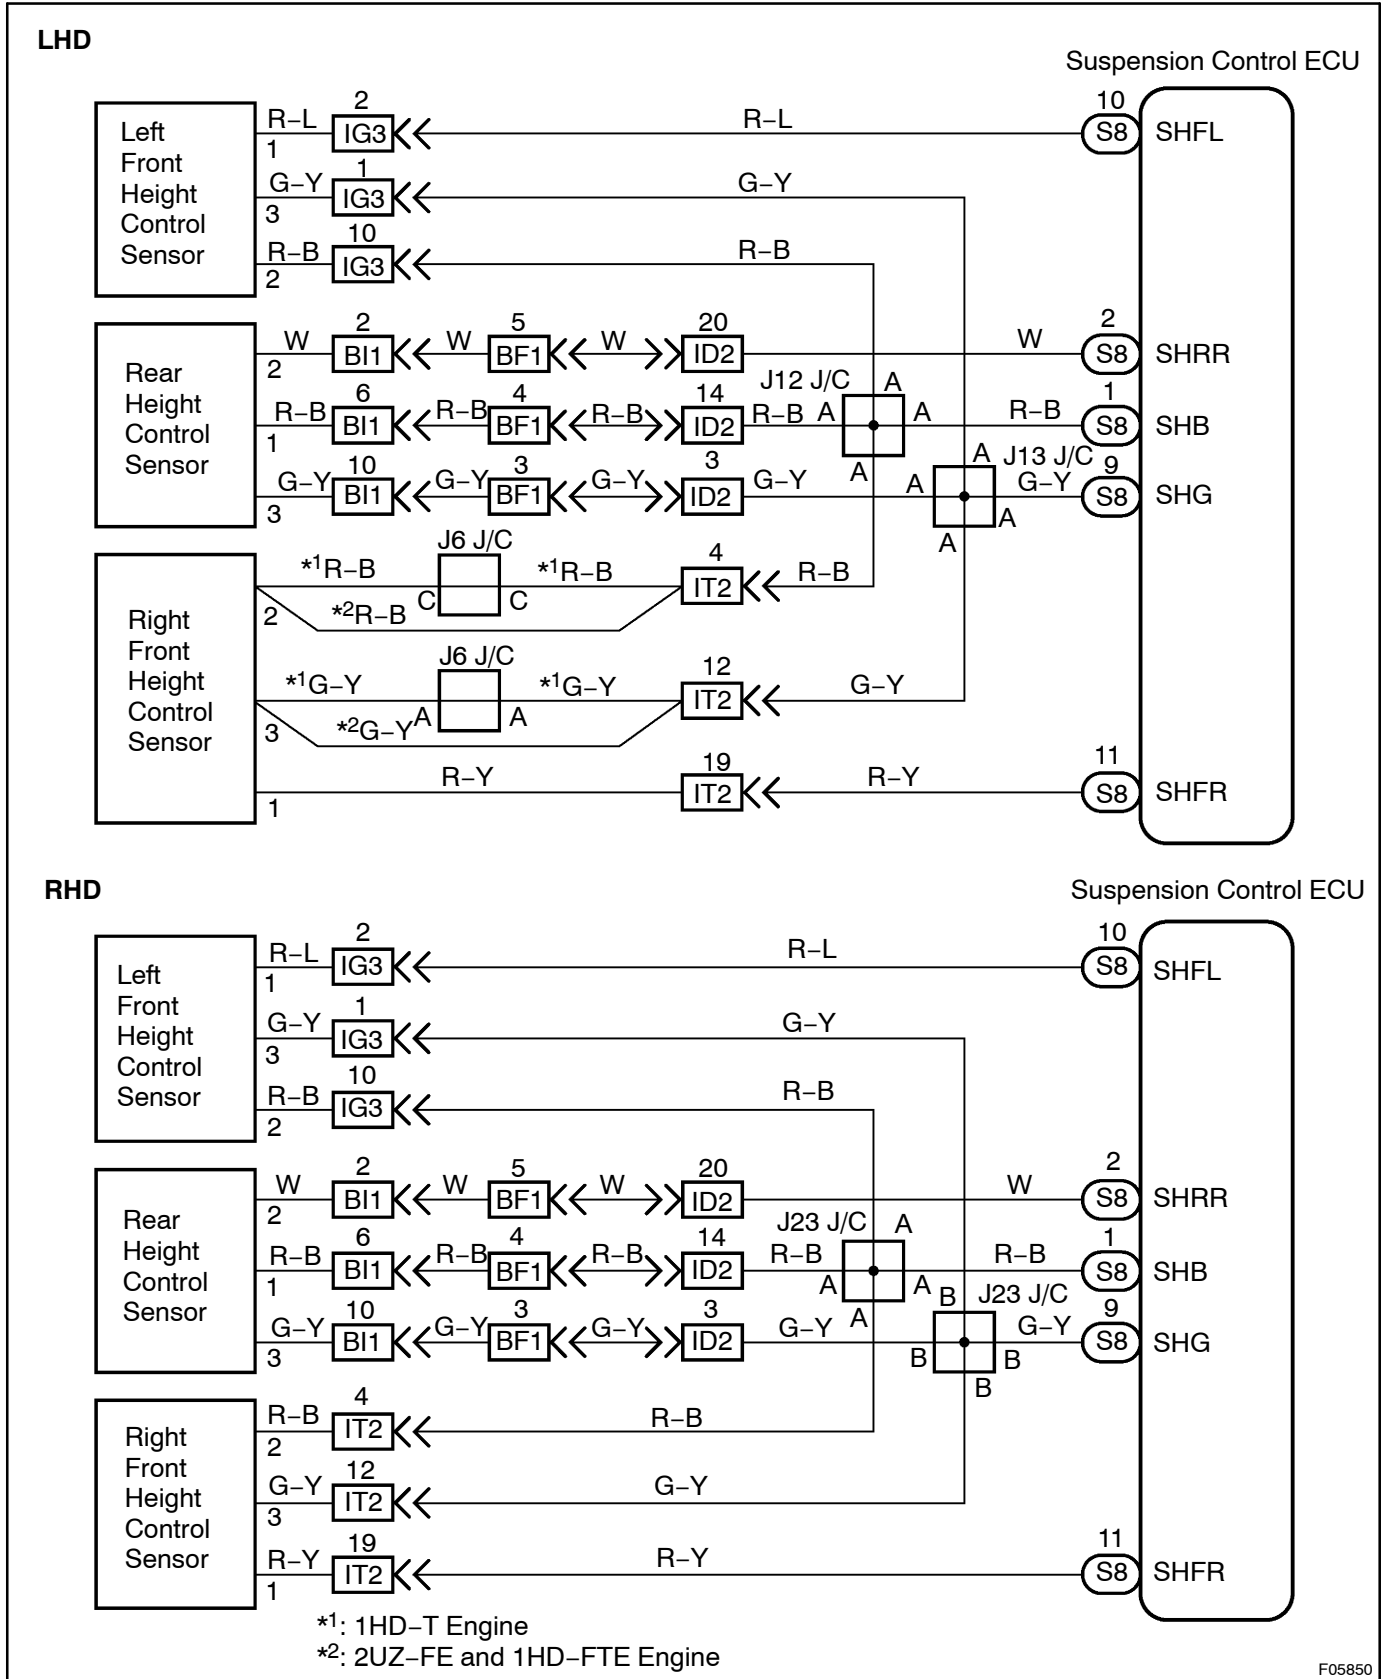 LHD
Suspension Control ECU
Left
Front
Height
Control
Sensor
R–L
1
2
IG3
R–L
10
S8
SHFL
G–Y
3
1
IG3
G–Y
R–B
2
10
IG3
R–B
Rear
Height
Control
Sensor
W
2
2
BI1
W
5
BF1
W
20
ID2
W
2
S8
SHRR
R–B
1
6
BI1
R–B
4
BF1
R–B
14
ID2
R–B
J12 J/C
A
A
A
A
R–B
1
S8
SHB
G–Y
3
10
BI1
G–Y
3
BF1
G–Y
3
ID2
G–Y
J13 J/C
A
A
A
A
G–Y
9
S8
SHG
Right
Front
Height
Control
Sensor
2
*1R–B
J6 J/C
C
C
*1R–B
*2R–B
4
IT2
R–B
3
*1G–Y
J6 J/C
A
A
*1G–Y
*2G–Y
12
IT2
G–Y
1
R–Y
19
IT2
R–Y
11
S8
SHFR
RHD
Suspension Control ECU
Left
Front
Height
Control
Sensor
R–L
1
2
IG3
R–L
10
S8
SHFL
G–Y
3
1
IG3
G–Y
R–B
2
10
IG3
R–B
Rear
Height
Control
Sensor
W
2
2
BI1
W
5
BF1
W
20
ID2
W
2
S8
SHRR
R–B
1
6
BI1
R–B
4
BF1
R–B
14
ID2
R–B
J23 J/C
A
A
A
A
R–B
1
S8
SHB
G–Y
3
10
BI1
G–Y
3
BF1
G–Y
3
ID2
G–Y
J23 J/C
B
B
B
B
G–Y
9
S8
SHG
Right
Front
Height
Control
Sensor
R–B
2
4
IT2
R–B
G–Y
3
12
IT2
G–Y
R–Y
1
19
IT2
R–Y
11
S8
SHFR
*1: 1HD–T Engine
*2: 2UZ–FE and 1HD–FTE Engine
F05850